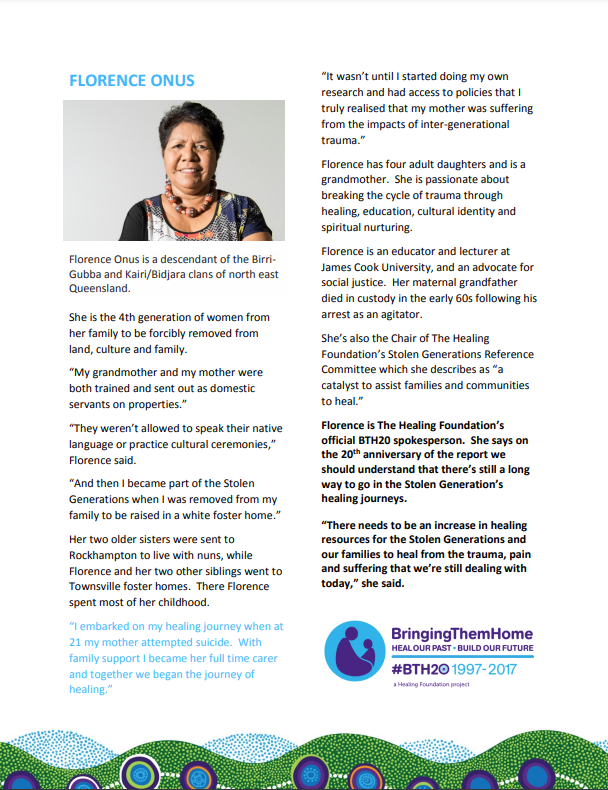 FLORENCE ONUS
Florence Onus is a descendant of the Birri-
Gubba and Kairi/Bidjara clans of north east
Queensland.
She is the 4th generation of women from
her family to be forcibly removed from
land, culture and family.
“My grandmother and my mother were
both trained and sent out as domestic
servants on properties.”
“They weren’t allowed to speak their native
language or practice cultural ceremonies,”
Florence said.
“And then I became part of the Stolen
Generations when I was removed from my
family to be raised in a white foster home.”
Her two older sisters were sent to
Rockhampton to live with nuns, while
Florence and her two other siblings went to
Townsville foster homes.  There Florence
spent most of her childhood.
“I embarked on my healing journey when at
21 my mother attempted suicide.  With
family support I became her full time carer
and together we began the journey of
healing.”
“It wasn’t until I started doing my own
research and had access to policies that I
truly realised that my mother was suffering
from the impacts of inter-generational
trauma.”
Florence has four adult daughters and is a
grandmother.  She is passionate about
breaking the cycle of trauma through
healing, education, cultural identity and
spiritual nurturing.
Florence is an educator and lecturer at
James Cook University, and an advocate for
social justice.  Her maternal grandfather
died in custody in the early 60s following his
arrest as an agitator.
She’s also the Chair of The Healing
Foundation’s Stolen Generations Reference
Committee which she describes as “a
catalyst to assist families and communities
to heal.”
Florence is The Healing Foundation’s
official BTH20 spokesperson.  She says on
the 20th anniversary of the report we
should understand that there’s still a long
way to go in the Stolen Generation’s
healing journeys.
“There needs to be an increase in healing
resources for the Stolen Generations and
our families to heal from the trauma, pain
and suffering that we’re still dealing with
today,” she said.
BringingThemHome
HEAL OUR PAST - BUILD OUR FUTURE
#BTH20 1997-2017
a Healing Foundation project